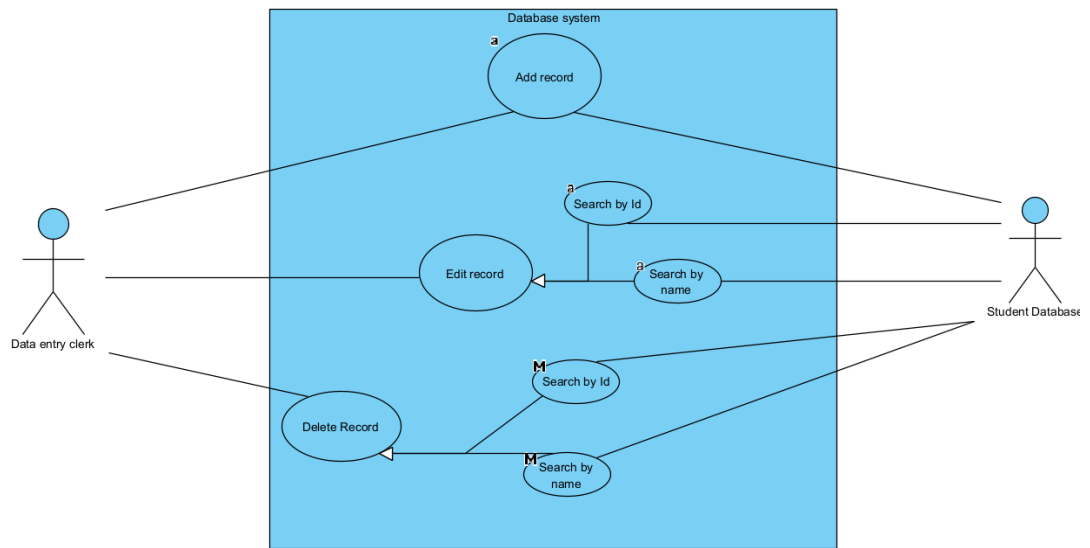 Database system
a
Add record
a
Search by Id
Edit record
a
Search by
name
Data entry clerk
Student Database
M
Search by Id
Delete Record
M
Search by
name